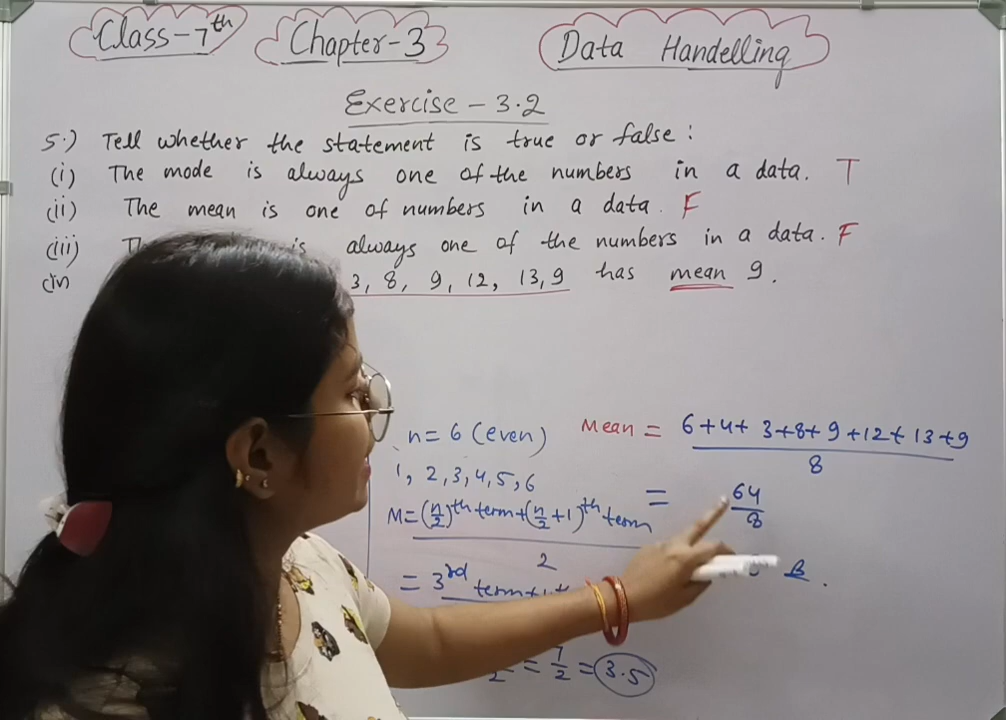 Class-7th Chapter-3 Data Handelling
Exercise - 3.2
5.) Tell whether the statement is true or false:
(i) The mode is always one of the numbers in a data. T
(ii) The mean is one of numbers in a data. F
(iii) is always one of the numbers in a data. F
(iv 3, 8, 9, 12, 13, 9 has mean 9.
n = 6 (even)
1, 2, 3, 4, 5, 6
M = (n/2)th term + (n/2 + 1)th term
2
= 3rd term +
= 7/2 = 3.5
Mean = 6+4+3+8+9+12+13+9
8
= 64/8
8.